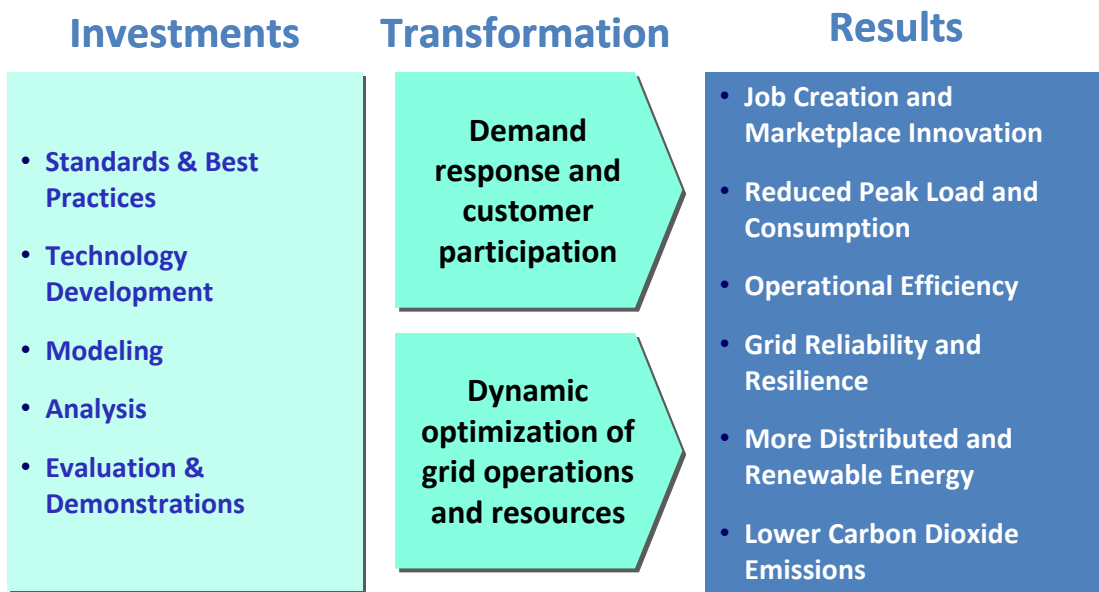 Investments
• Standards & Best
Practices
• Technology
Development
• Modeling
• Analysis
• Evaluation &
Demonstrations
Transformation
Demand
response and
customer
participation
Dynamic
optimization of
grid operations
and resources
Results
• Job Creation and
Marketplace Innovation
• Reduced Peak Load and
Consumption
• Operational Efficiency
• Grid Reliability and
Resilience
• More Distributed and
Renewable Energy
• Lower Carbon Dioxide
Emissions